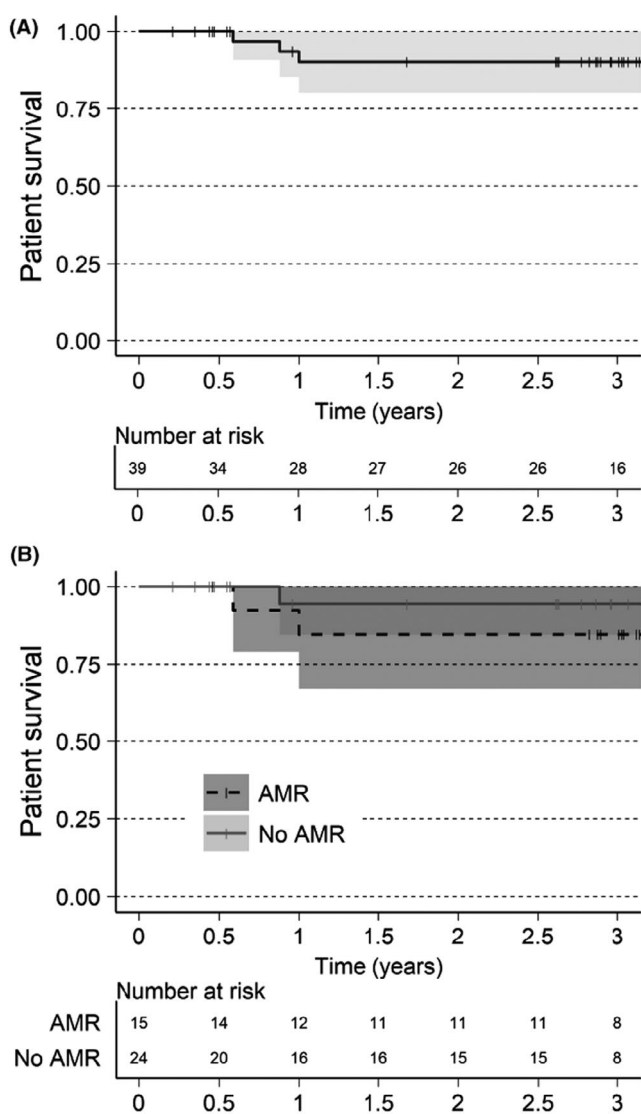 (A)
1.00
0.75
0.50
0.25
0.00
Patient survival
0 0.5 1 1.5 2 2.5 3
Time (years)
Number at risk
39 34 28 27 26 26 16
0 0.5 1 1.5 2 2.5 3
(B)
1.00
0.75
0.50
0.25
0.00
Patient survival
AMR
No AMR
0 0.5 1 1.5 2 2.5 3
Time (years)
Number at risk
AMR 15 14 12 11 11 11 8
No AMR 24 20 16 16 15 15 8
0 0.5 1 1.5 2 2.5 3